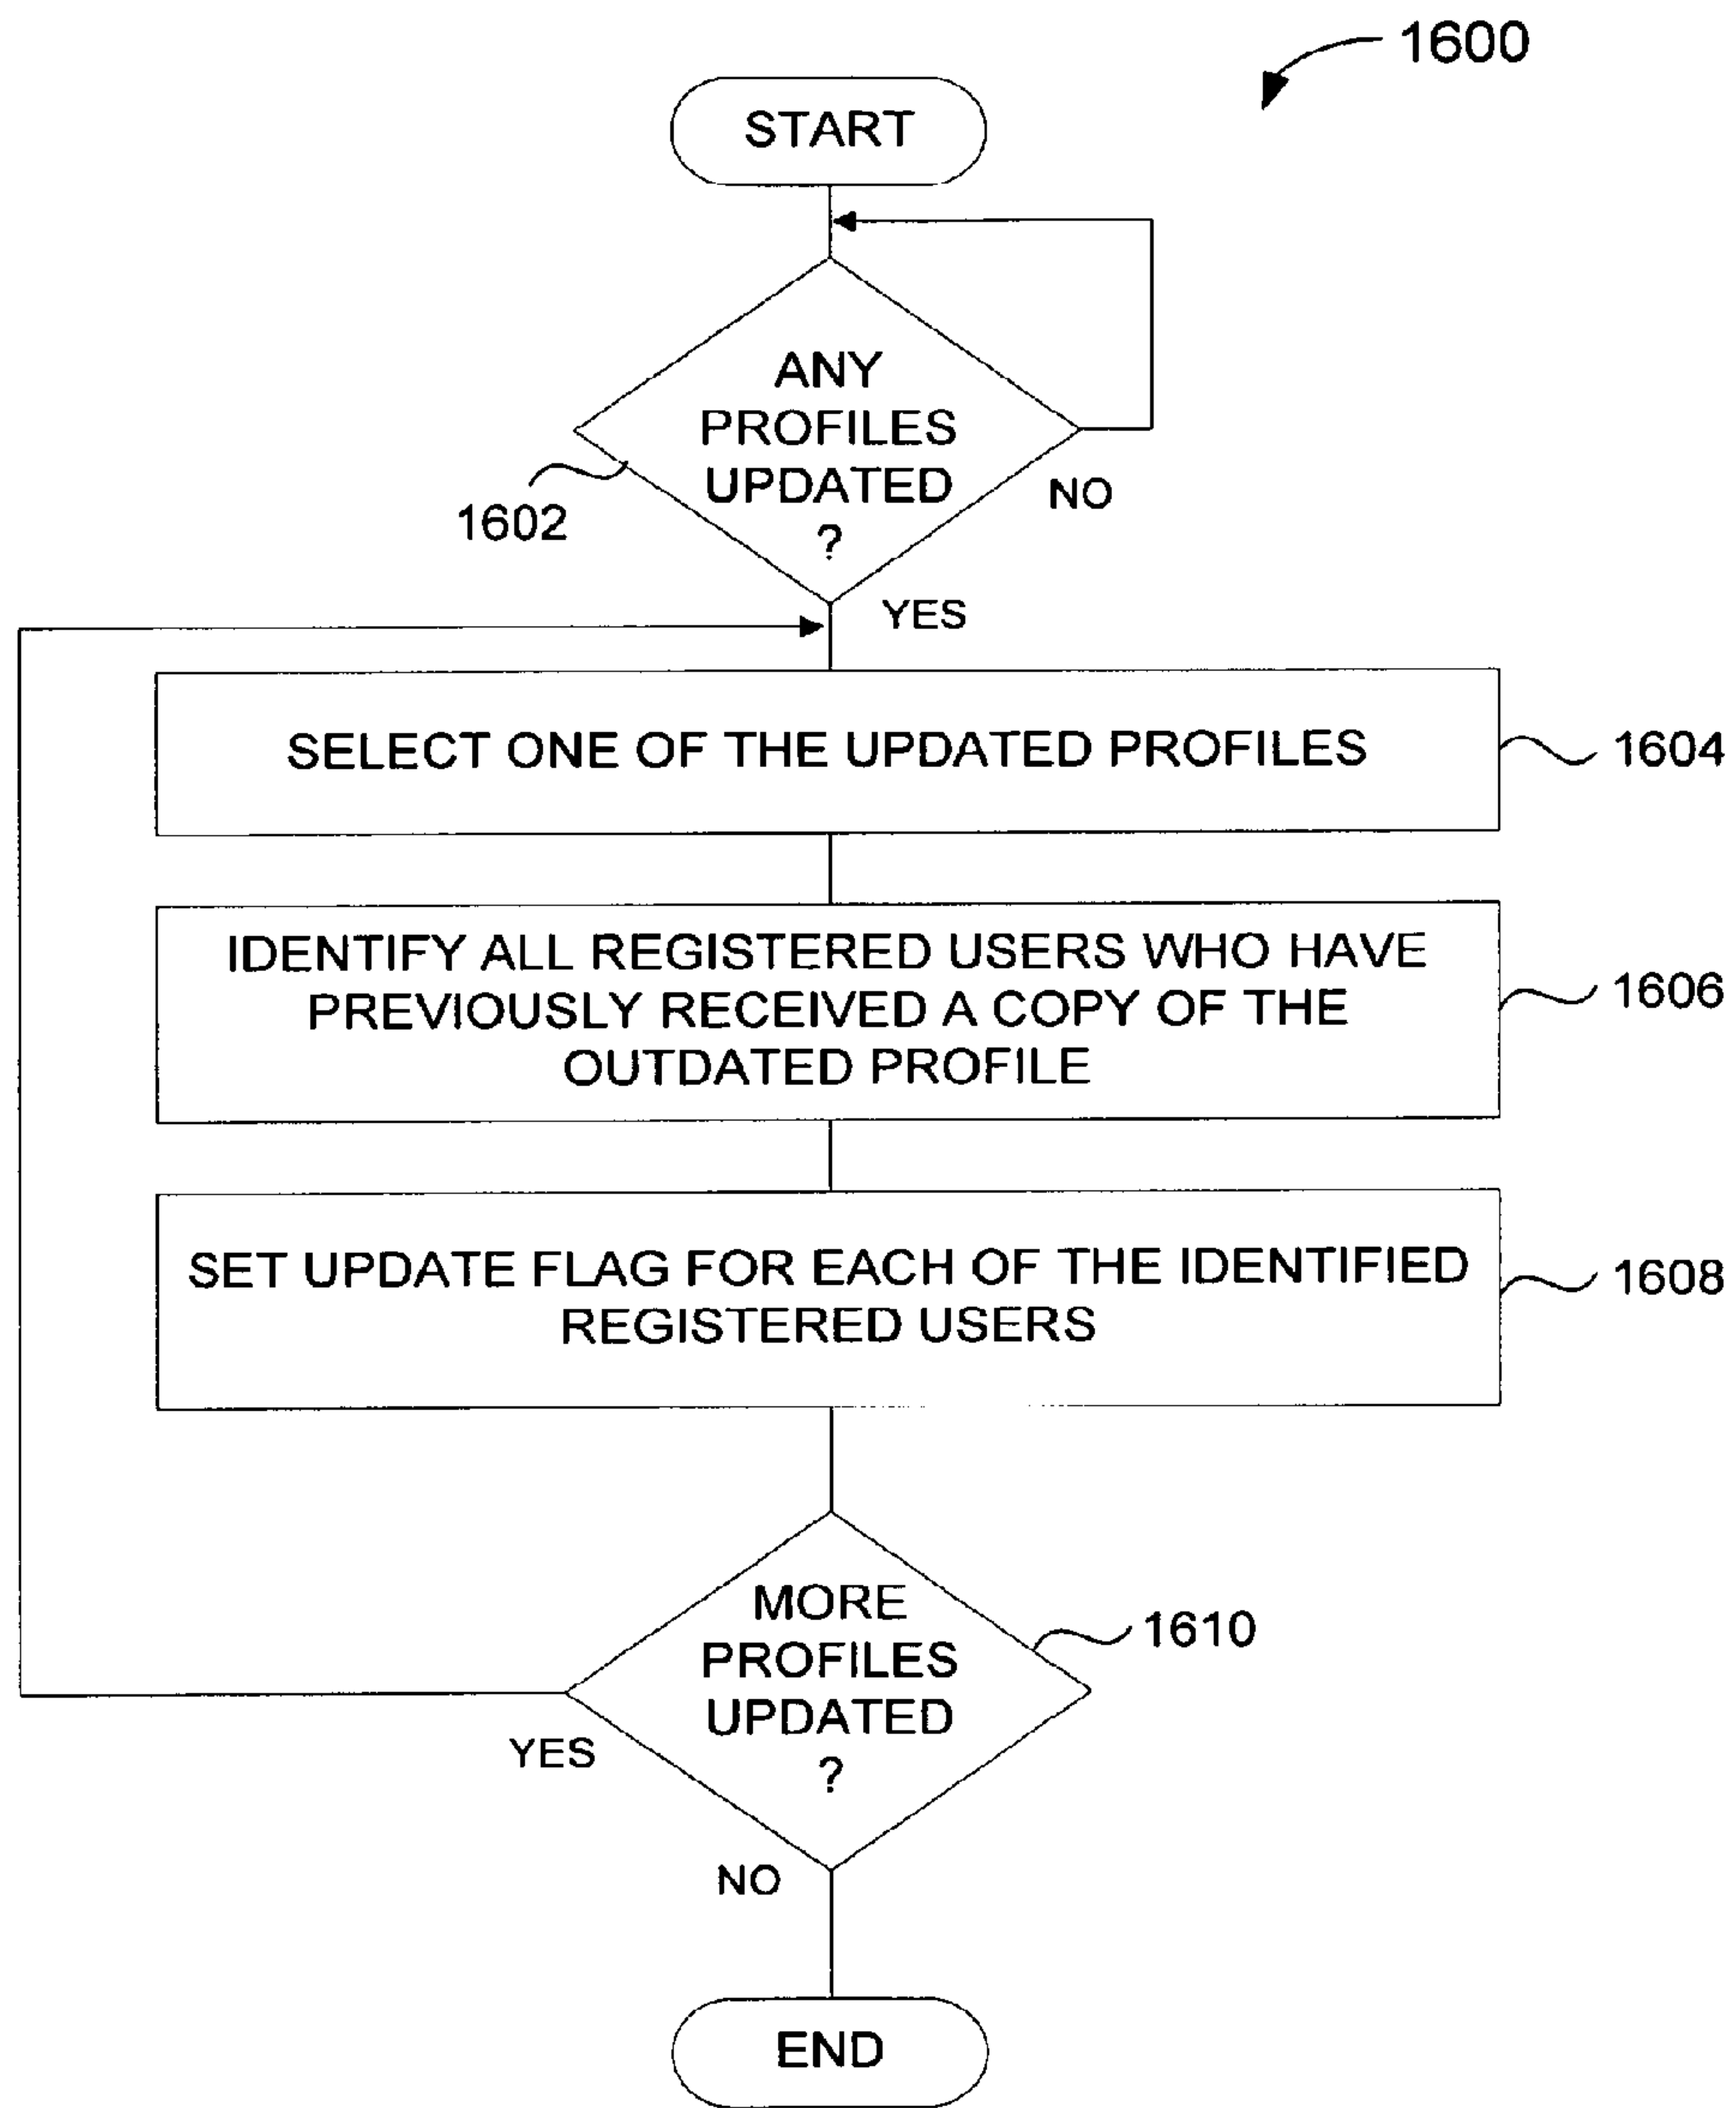 1600
START
ANY
PROFILES
UPDATED
?
1602
NO
YES
SELECT ONE OF THE UPDATED PROFILES
1604
IDENTIFY ALL REGISTERED USERS WHO HAVE
PREVIOUSLY RECEIVED A COPY OF THE
OUTDATED PROFILE
1606
SET UPDATE FLAG FOR EACH OF THE IDENTIFIED
REGISTERED USERS
1608
MORE
PROFILES
UPDATED
?
1610
YES
NO
END